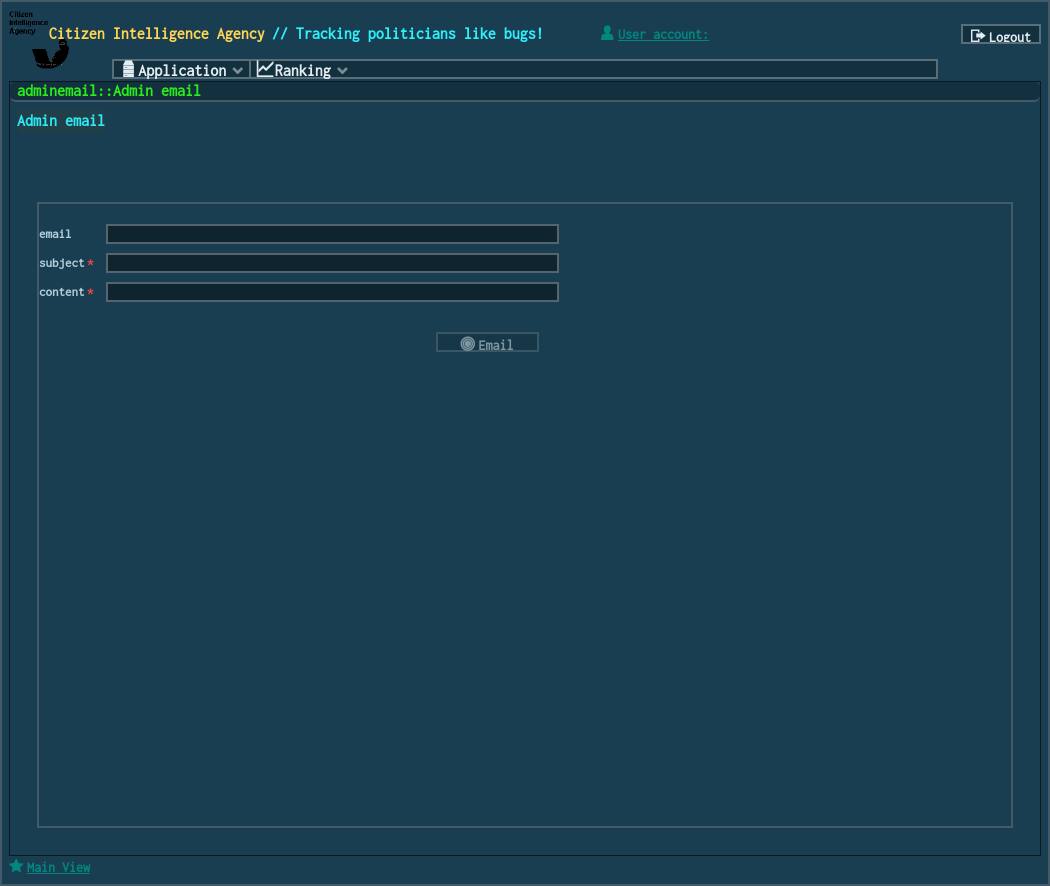 Citizen
Intelligence
Agency
Citizen Intelligence Agency // Tracking politicians like bugs!
User account:
Logout
Application
Ranking
adminemail::Admin email
Admin email
email
subject*
content*
Email
Main View